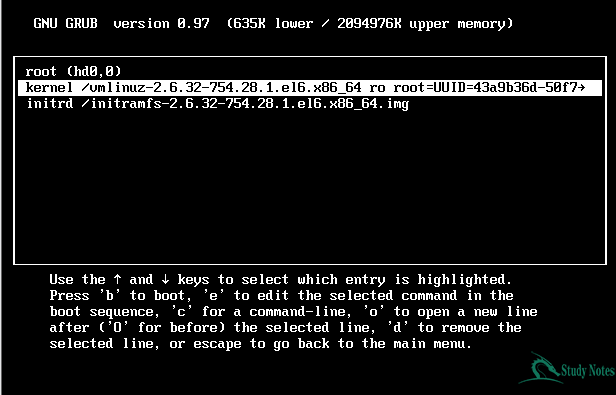 GNU GRUB  version 0.97  (635K lower / 2094976K upper memory)
root (hd0,0)
kernel /vmlinuz-2.6.32-754.28.1.el6.x86_64 ro root=UUID=43a9b36d-50f7→
initrd /initramfs-2.6.32-754.28.1.el6.x86_64.img
Use the ↑ and ↓ keys to select which entry is highlighted.
Press 'b' to boot, 'e' to edit the selected command in the
boot sequence, 'c' for a command-line, 'o' to open a new line
after ('O' for before) the selected line, 'd' to remove the
selected line, or escape to go back to the main menu.
Study Notes